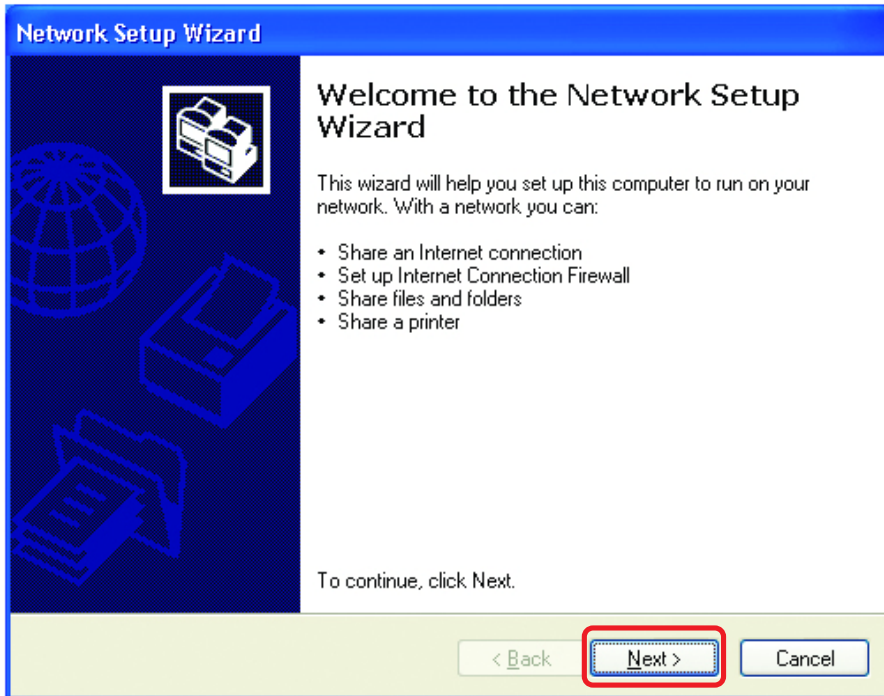 Network Setup Wizard
Welcome to the Network Setup
Wizard
This wizard will help you set up this computer to run on your
network. With a network you can:
• Share an Internet connection
• Set up Internet Connection Firewall
• Share files and folders
• Share a printer
To continue, click Next.
< Back Next > Cancel